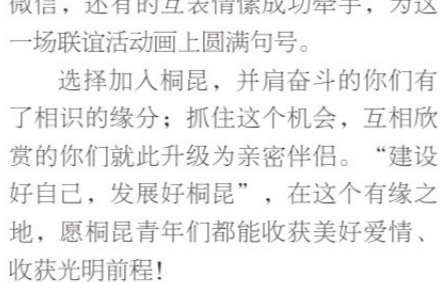 微信，还有的互表情愫成功牵手，为这
一场联谊活动画上圆满句号。
选择加入桐昆，并肩奋斗的你们有
了相识的缘分；抓住这个机会，互相欣
赏的你们就此升级为亲密伴侣。“建设
好自己，发展好桐昆”，在这个有缘之
地，愿桐昆青年们都能收获美好爱情、
收获光明前程！